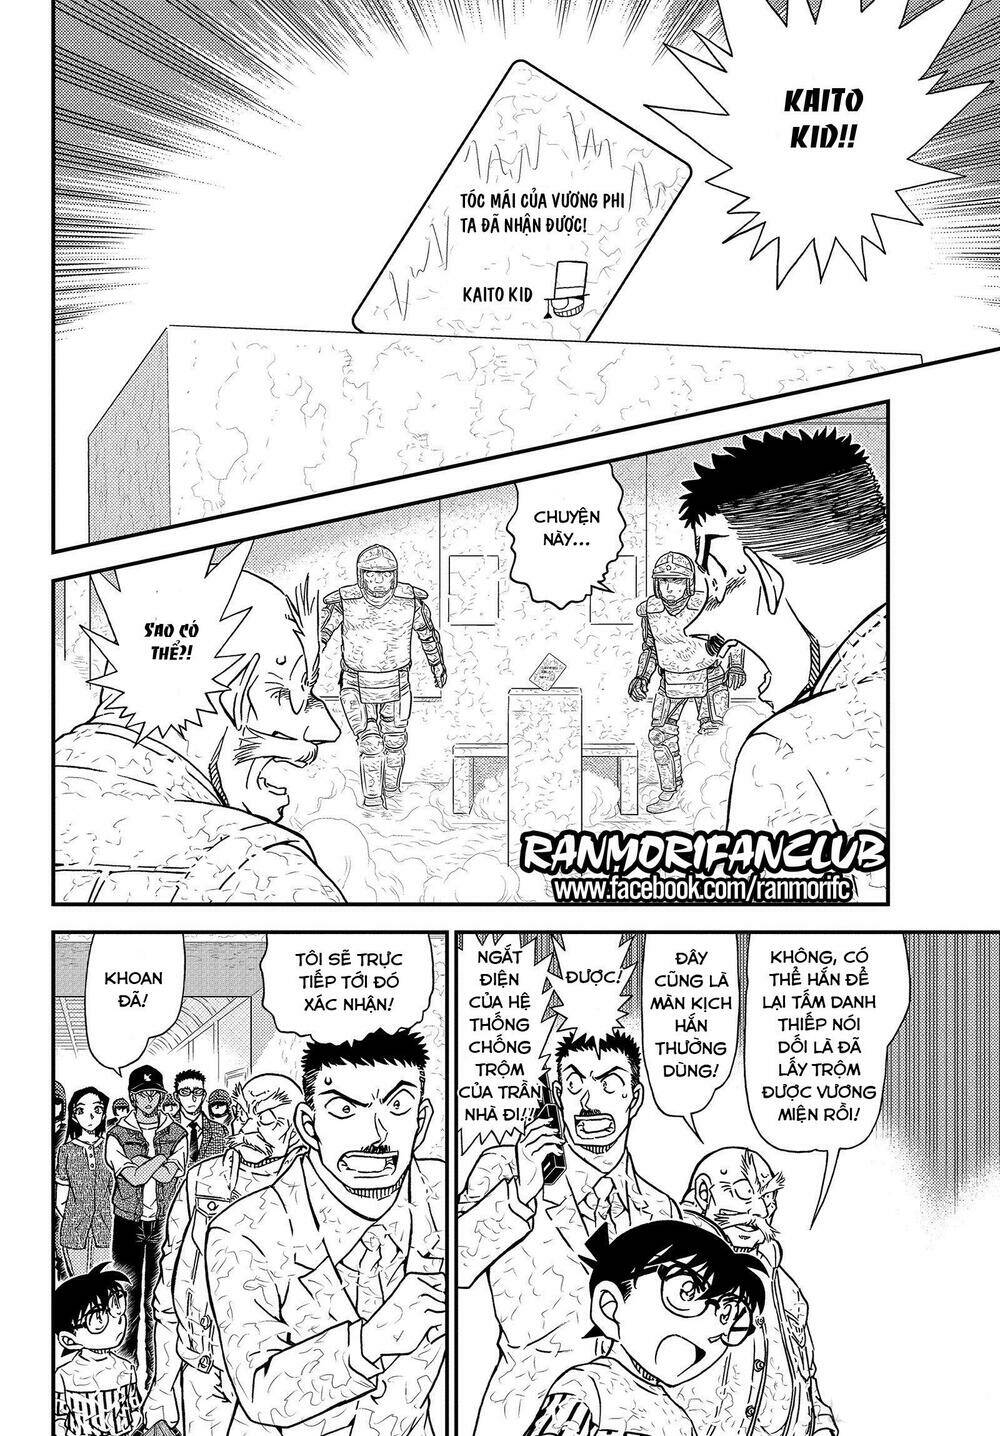 KAITO
KID!!
TÓC MÁI CỦA VƯƠNG PHI
TA ĐÃ NHẬN ĐƯỢC!
KAITO KID
CHUYỆN
NÀY...
SAO CÓ
THỂ?!
RANMORIFANCLUB
www.facebook.com/ranmorifc
KHOAN
ĐÃ!
TÔI SẼ TRỰC
TIẾP TỚI ĐÓ
XÁC NHẬN!
NGẮT
ĐIỆN
CỦA HỆ
THỐNG
CHỐNG
TRỘM
CỦA TRẦN
NHÀ ĐI!!
ĐƯỢC!
ĐÂY
CŨNG LÀ
MÀN KỊCH
HẮN
THƯỜNG
DÙNG!
KHÔNG, CÓ
THỂ HẮN ĐỂ
LẠI TẤM DANH
THIẾP NÓI
DỐI LÀ ĐÃ
LẤY TRỘM
ĐƯỢC VƯƠNG
MIỆN RỒI!